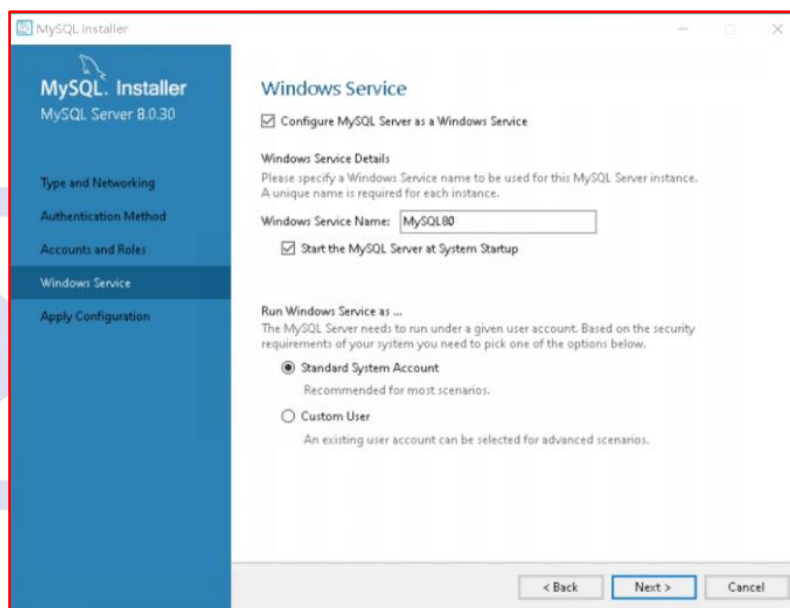 MySQL Installer
MySQL. Installer
MySQL Server 8.0.30
Type and Networking
Authentication Method
Accounts and Roles
Windows Service
Apply Configuration
Windows Service
Configure MySQL Server as a Windows Service
Windows Service Details
Please specify a Windows Service name to be used for this MySQL Server instance.
A unique name is required for each instance.
Windows Service Name: MySQL80
Start the MySQL Server at System Startup
Run Windows Service as ...
The MySQL Server needs to run under a given user account. Based on the security
requirements of your system you need to pick one of the options below.
Standard System Account
Recommended for most scenarios.
Custom User
An existing user account can be selected for advanced scenarios.
< Back Next > Cancel